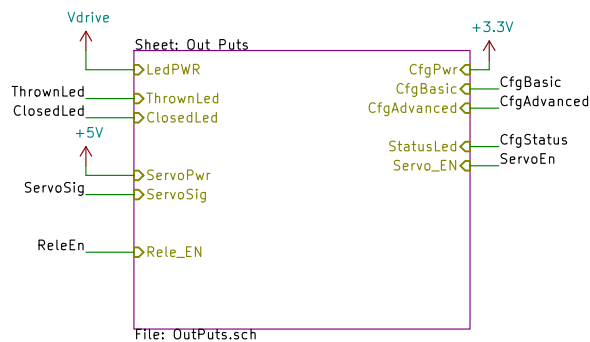 Vdrive
+3.3V
Sheet: Out Puts
LedPWR
CfgPwr
CfgBasic
CfgBasic
ThrownLed
ThrownLed
CfgAdvanced
CfgAdvanced
ClosedLed
ClosedLed
+5V
StatusLed
CfgStatus
Servo_EN
ServoEn
ServoPwr
ServoSig
ServoSig
ReleEn
Rele_EN
File: OutPuts.sch